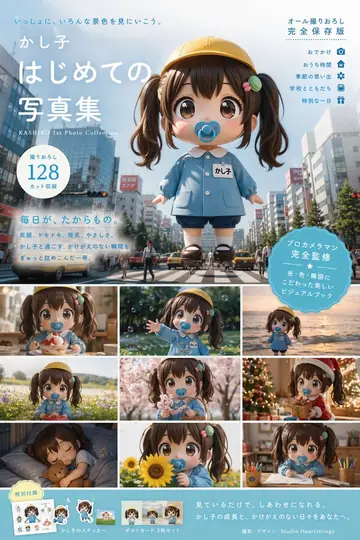 いっしょに、いろんな景色を見にいこう。
かし子
はじめての
写真集
KASHIKO 1st Photo Collection
オール撮りおろし
完全保存版
おでかけ
おうち時間
季節の思い出
学校とともだち
特別な一日
撮りおろし
128
カット収録
かし子
毎日が、たからもの。
笑顔、ドキドキ、発見、やさしさ。
かし子と過ごす、かけがえのない瞬間を
ぎゅっと詰めこんだ一冊。
プロカメラマン
完全監修
光・色・構図に
こだわった美しい
ビジュアルブック
特別付録
かし子のステッカー
ポストカード 3枚セット
見ているだけで、しあわせになれる。
かし子の成長と、かけがえのない日々をあなたへ。
撮影・デザイン:Studio Heartstrings